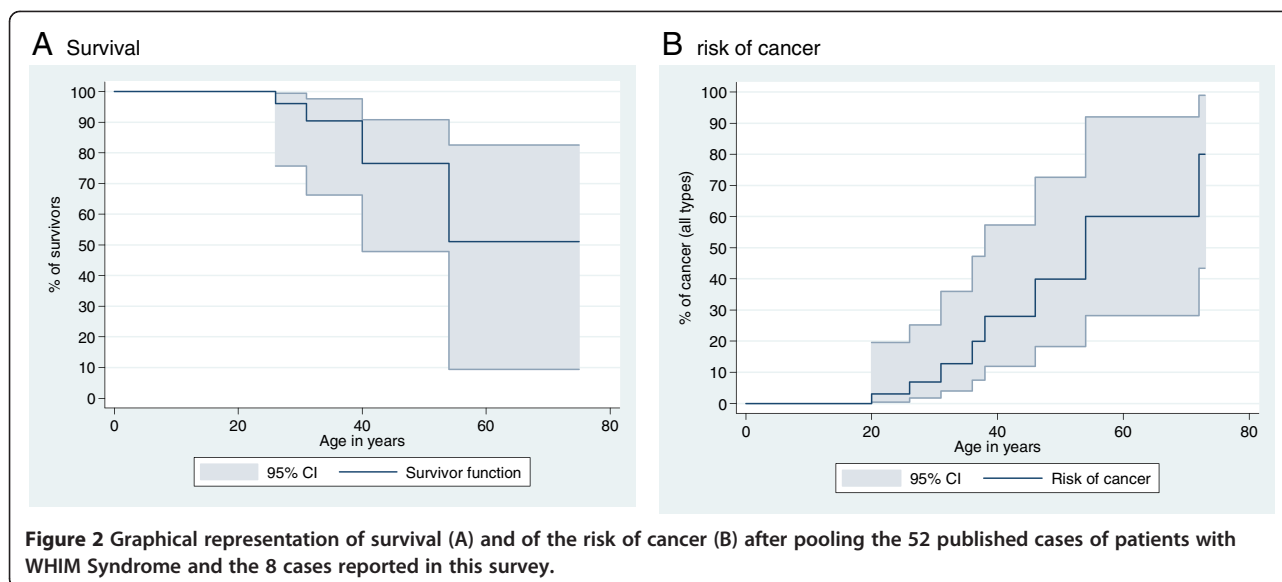 A Survival
% of survivors
100
90
80
70
60
50
40
30
20
10
0
0 20 40 60 80
Age in years
95% CI Survivor function
B risk of cancer
% of cancer (all types)
100
90
80
70
60
50
40
30
20
10
0
0 20 40 60 80
Age in years
95% CI Risk of cancer
Figure 2 Graphical representation of survival (A) and of the risk of cancer (B) after pooling the 52 published cases of patients with
WHIM Syndrome and the 8 cases reported in this survey.